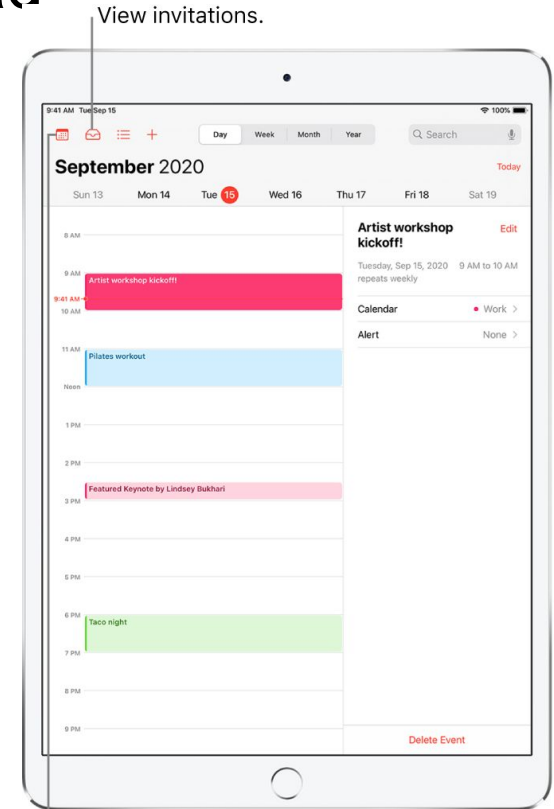 View invitations.
9:41 AM Tue Sep 15
100%
Day Week Month Year
Search
September 2020
Today
Sun 13 Mon 14 Tue 15 Wed 16 Thu 17 Fri 18 Sat 19
8 AM
9 AM
Artist workshop kickoff!
9:41 AM
10 AM
11 AM
Pilates workout
Noon
1 PM
2 PM
Featured Keynote by Lindsey Bukhari
3 PM
4 PM
5 PM
6 PM
Taco night
7 PM
8 PM
9 PM
Artist workshop
kickoff!
Edit
Tuesday, Sep 15, 2020 9 AM to 10 AM
repeats weekly
Calendar Work
Alert None
Delete Event